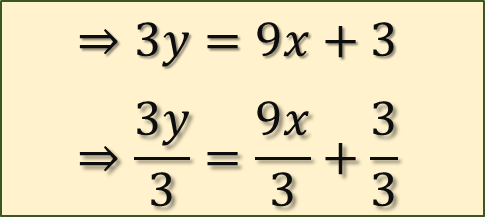 ⇒ 3y = 9x + 3
⇒ 3y/3 = 9x/3 + 3/3